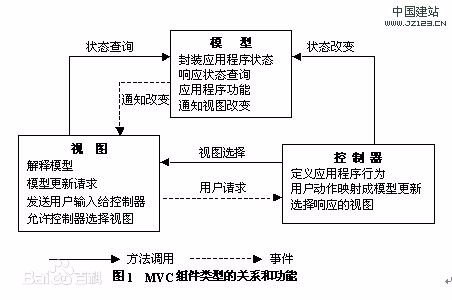 中国建站
WWW.JZ123.CN
模 型
封装应用程序状态
响应状态查询
应用程序功能
通知视图改变
状态查询
状态改变
通知改变
视 图
解释模型
模型更新请求
发送用户输入给控制器
允许控制器选择视图
视图选择
用户请求
控 制 器
定义应用程序行为
用户动作映射成模型更新
选择响应的视图
方法调用
事件
Bai百科
图1 MVC组件类型的关系和功能